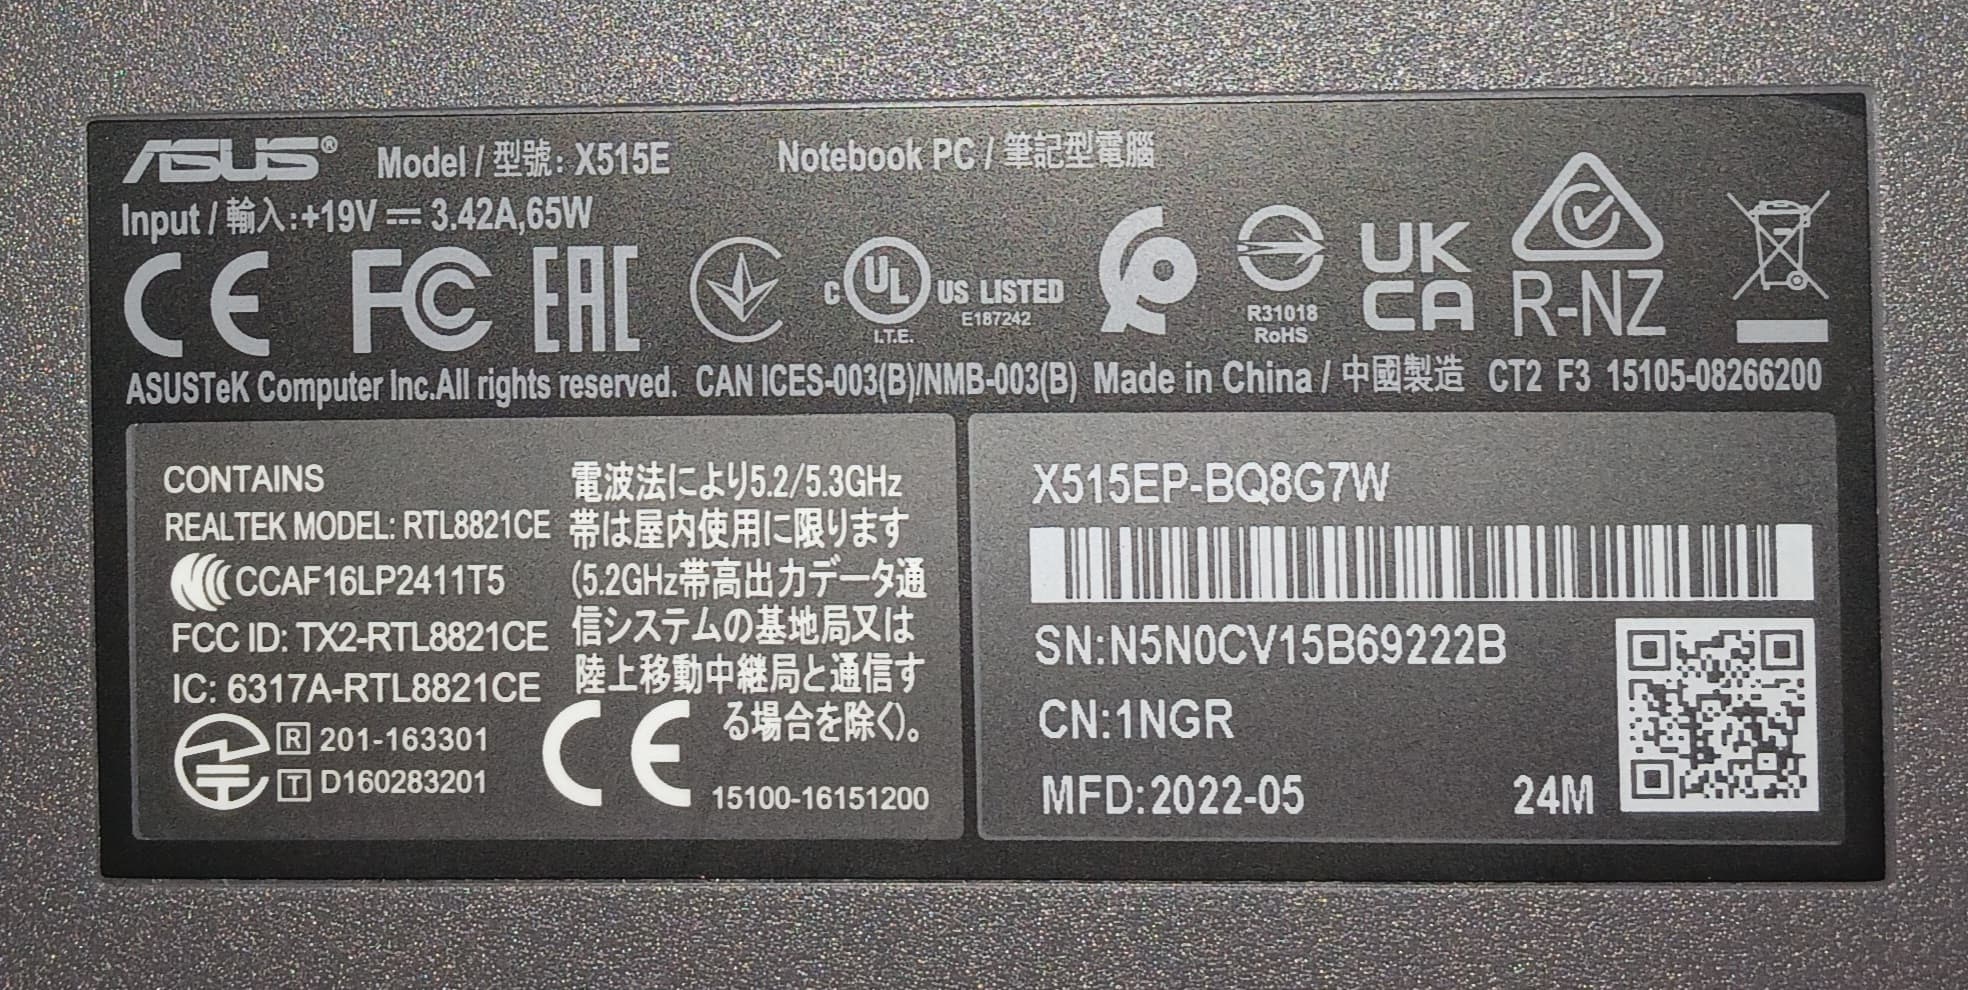 ASUS® Model / 型號: X515E Notebook PC / 筆記型電腦
Input / 輸入:+19V ⎓ 3.42A,65W
CE FC EAC C UL US LISTED UK CA R-NZ
I.T.E. E187242 R31018
RoHS
ASUSTeK Computer Inc.All rights reserved. CAN ICES-003(B)/NMB-003(B) Made in China / 中國製造 CT2 F3 15105-08266200
CONTAINS
REALTEK MODEL: RTL8821CE
CCAF16LP2411T5
FCC ID: TX2-RTL8821CE
IC: 6317A-RTL8821CE
R 201-163301
T D160283201
電波法により5.2/5.3GHz
帯は屋内使用に限ります
(5.2GHz帯高出力データ通
信システムの基地局又は
陸上移動中継局と通信す
る場合を除く)。
CE
15100-16151200
X515EP-BQ8G7W
SN:N5N0CV15B69222B
CN:1NGR
MFD:2022-05 24M